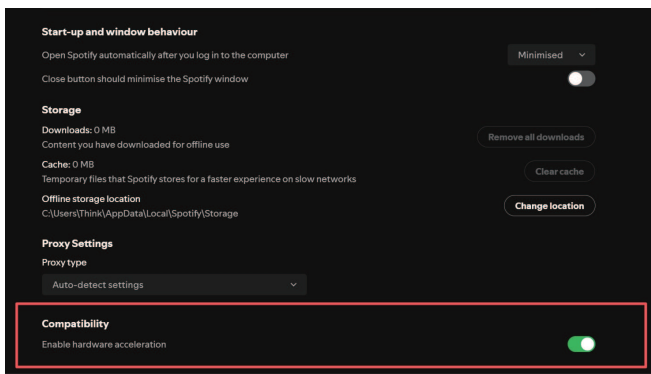 Start-up and window behaviour
Open Spotify automatically after you log in to the computer
Minimised
Close button should minimise the Spotify window
Storage
Downloads: 0 MB
Content you have downloaded for offline use
Remove all downloads
Cache: 0 MB
Temporary files that Spotify stores for a faster experience on slow networks
Clear cache
Offline storage location
C:\Users\Think\AppData\Local\Spotify\Storage
Change location
Proxy Settings
Proxy type
Auto-detect settings
Compatibility
Enable hardware acceleration